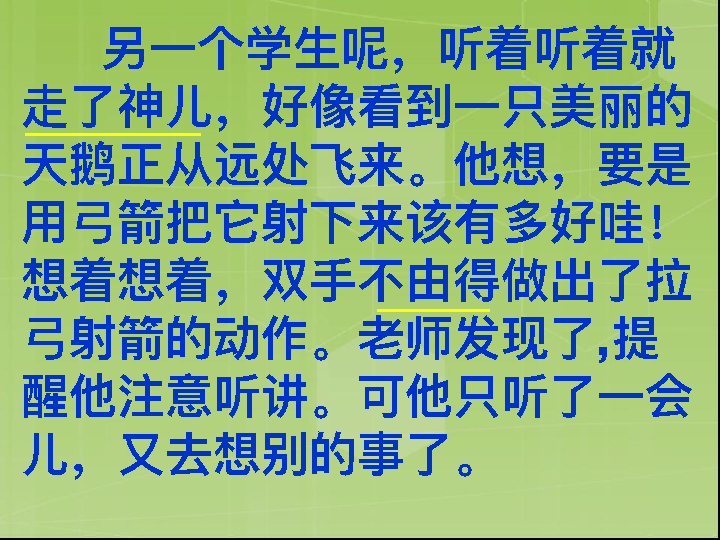 另一个学生呢，听着听着就
走了神儿，好像看到一只美丽的
天鹅正从远处飞来。他想，要是
用弓箭把它射下来该有多好哇！
想着想着，双手不由得做出了拉
弓射箭的动作。老师发现了,提
醒他注意听讲。可他只听了一会
儿，又去想别的事了。